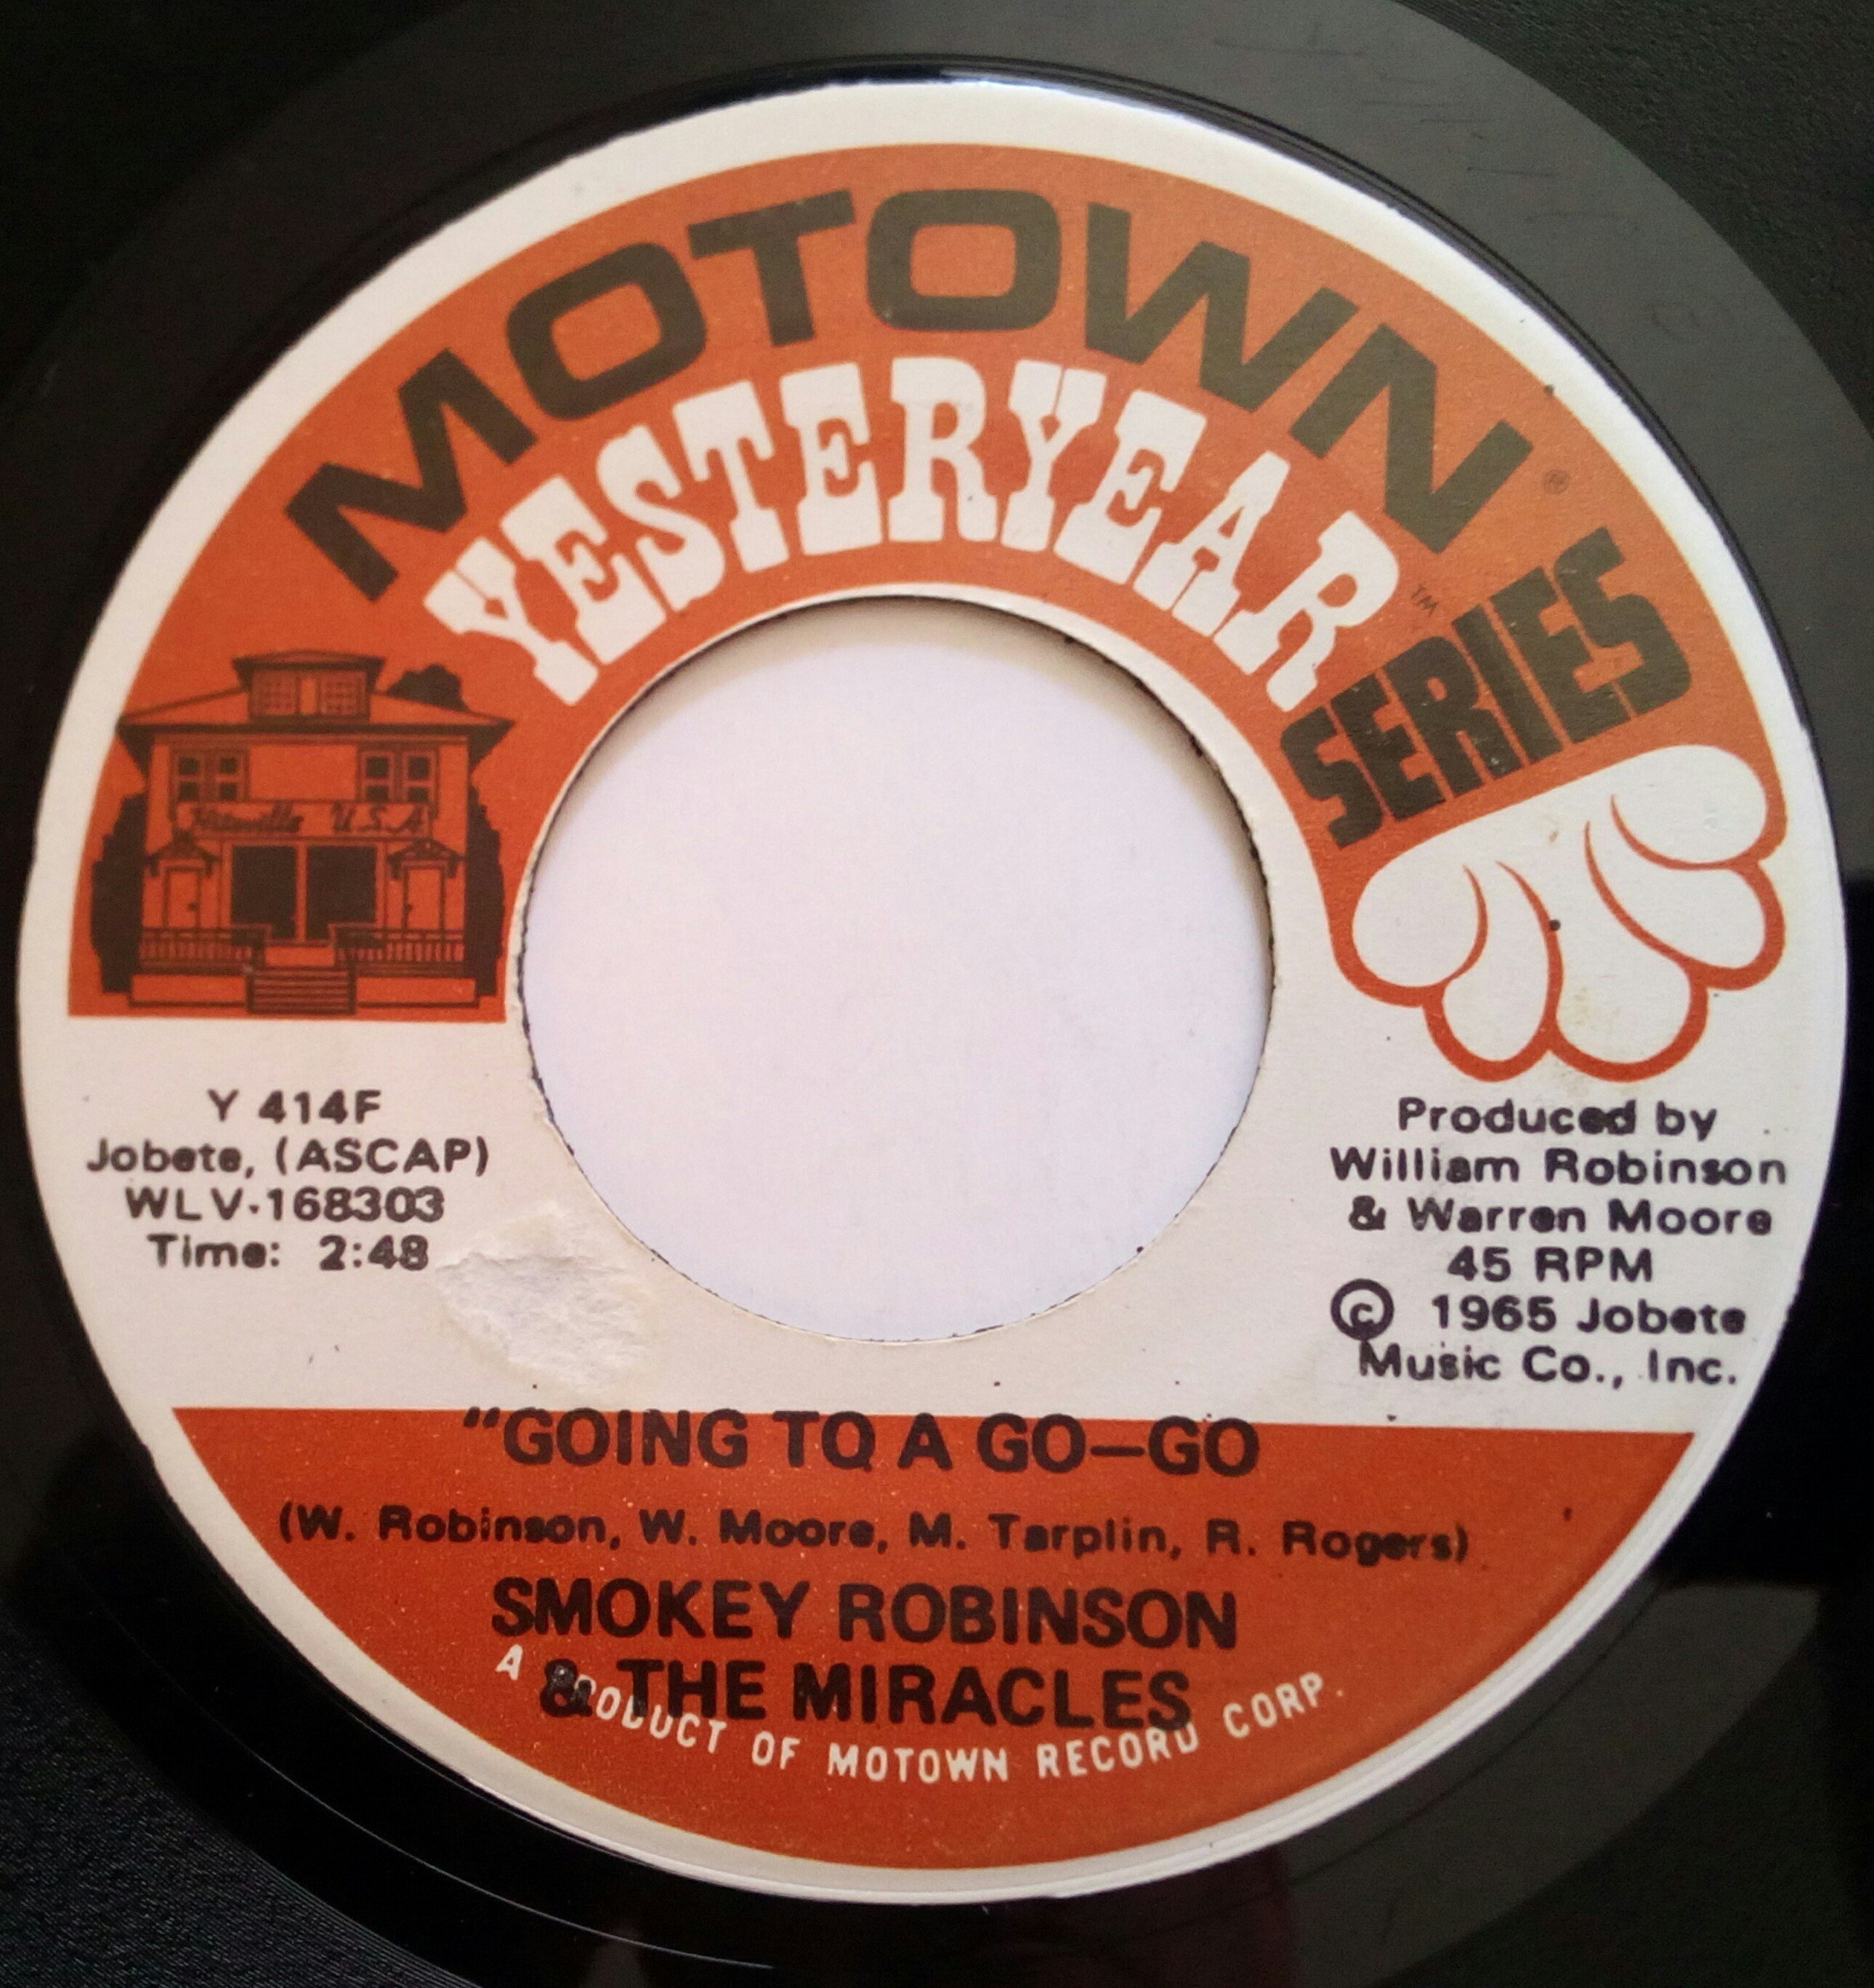 MOTOWN®
YESTERYEAR™
SERIES
Hitsville U.S.A.
Y 414F
Jobete, (ASCAP)
WLV-168303
Time: 2:48
Produced by
William Robinson
& Warren Moore
45 RPM
© 1965 Jobete
Music Co., Inc.
"GOING TO A GO—GO
(W. Robinson, W. Moore, M. Tarplin, R. Rogers)
SMOKEY ROBINSON
& THE MIRACLES
A PRODUCT OF MOTOWN RECORD CORP.